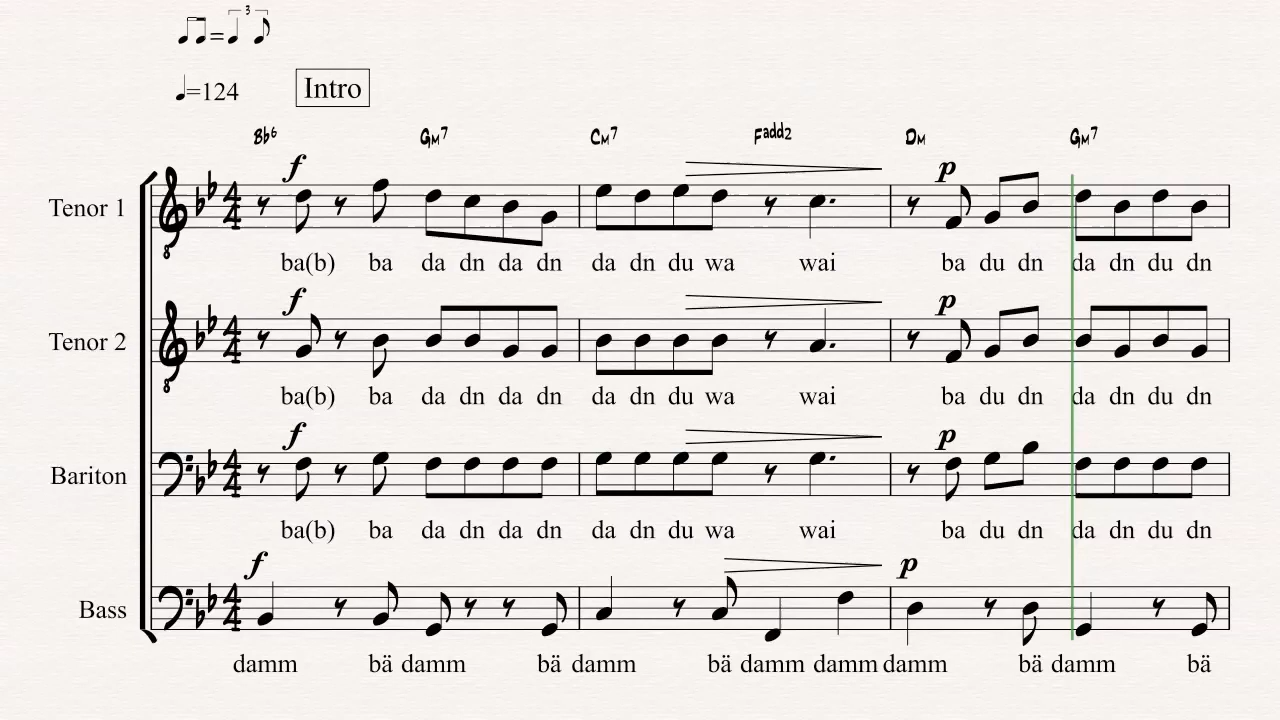 3
=
=124 Intro
Bb6 Gm7 Cm7 Fadd2 Dm Gm7
f p
Tenor 1
ba(b) ba da dn da dn da dn du wa wai ba du dn da dn du dn
f p
Tenor 2
ba(b) ba da dn da dn da dn du wa wai ba du dn da dn du dn
f p
Bariton
ba(b) ba da dn da dn da dn du wa wai ba du dn da dn du dn
f p
Bass
damm bä damm bä damm bä damm damm damm bä damm bä